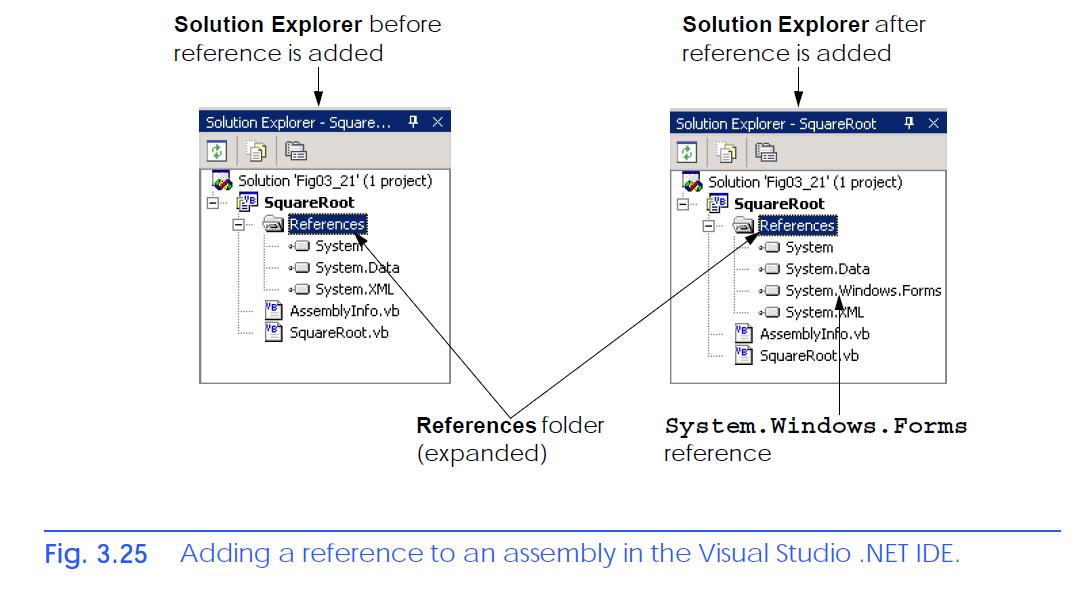 Solution Explorer before
reference is added
Solution Explorer after
reference is added
Solution Explorer - Square...
Solution 'Fig03_21' (1 project)
SquareRoot
References
System
System.Data
System.XML
AssemblyInfo.vb
SquareRoot.vb
Solution Explorer - SquareRoot
Solution 'Fig03_21' (1 project)
SquareRoot
References
System
System.Data
System.Windows.Forms
System.XML
AssemblyInfo.vb
SquareRoot.vb
References folder
(expanded)
System.Windows.Forms
reference
Fig. 3.25 Adding a reference to an assembly in the Visual Studio .NET IDE.